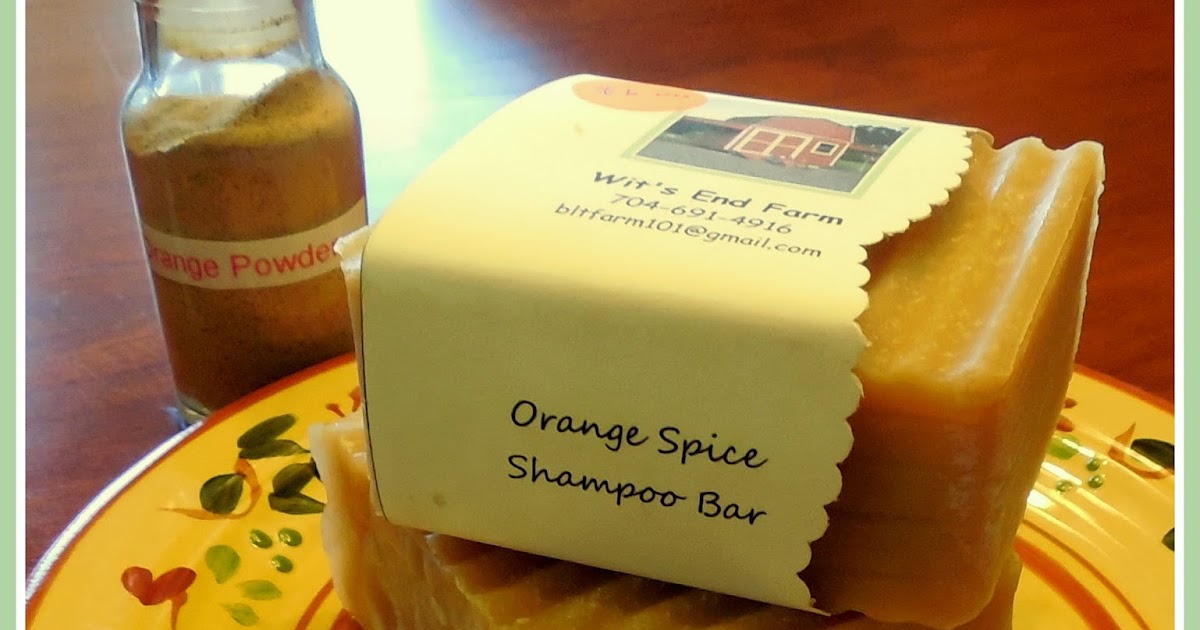 Orange Powder
Wit's End Farm
704-691-4916
bltfarm101@gmail.com
Orange Spice
Shampoo Bar